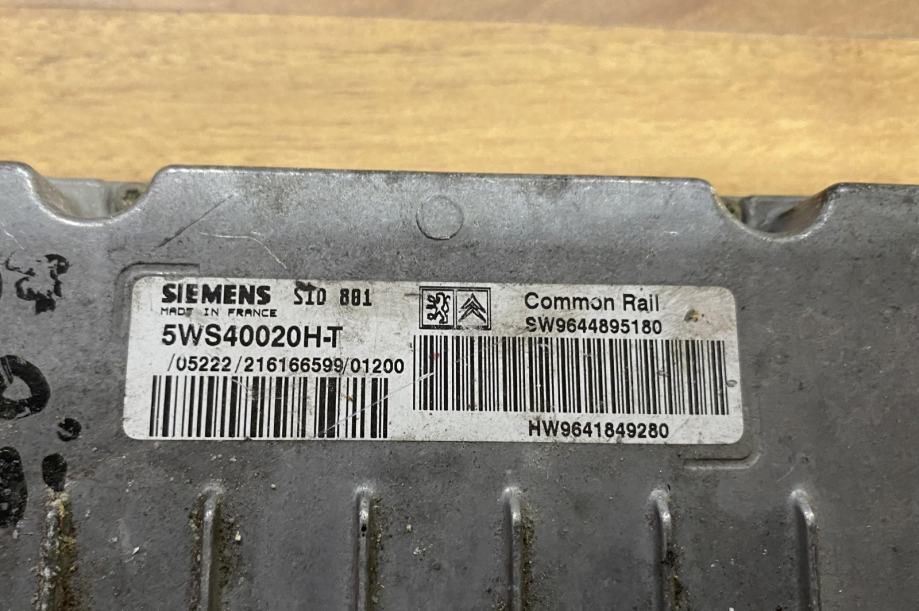 SIEMENS SID 801
MADE IN FRANCE
5WS40020H-T
/05222/216166599/01200
Common Rail
SW9644895180
HW9641849280